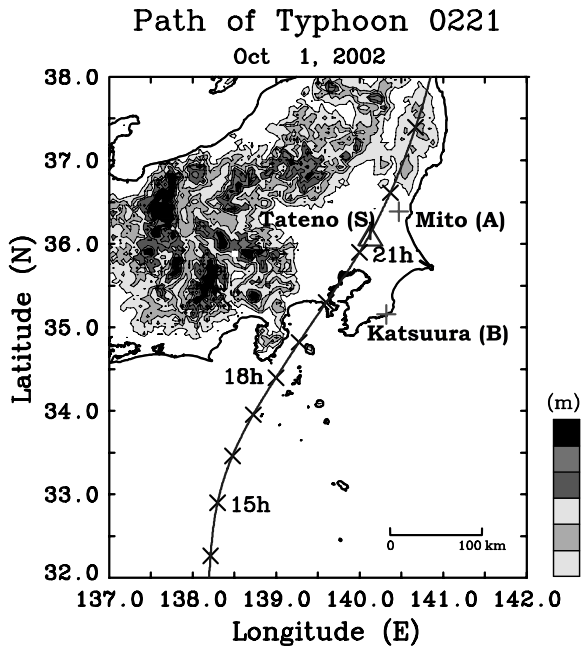 Path of Typhoon 0221
Oct 1, 2002
38.0
37.0
Tateno (S) Mito (A)
36.0
21h
35.0
Katsuura (B)
18h
34.0
(m)
33.0
15h
0 100 km
32.0
137.0 138.0 139.0 140.0 141.0 142.0
Latitude (N)
Longitude (E)